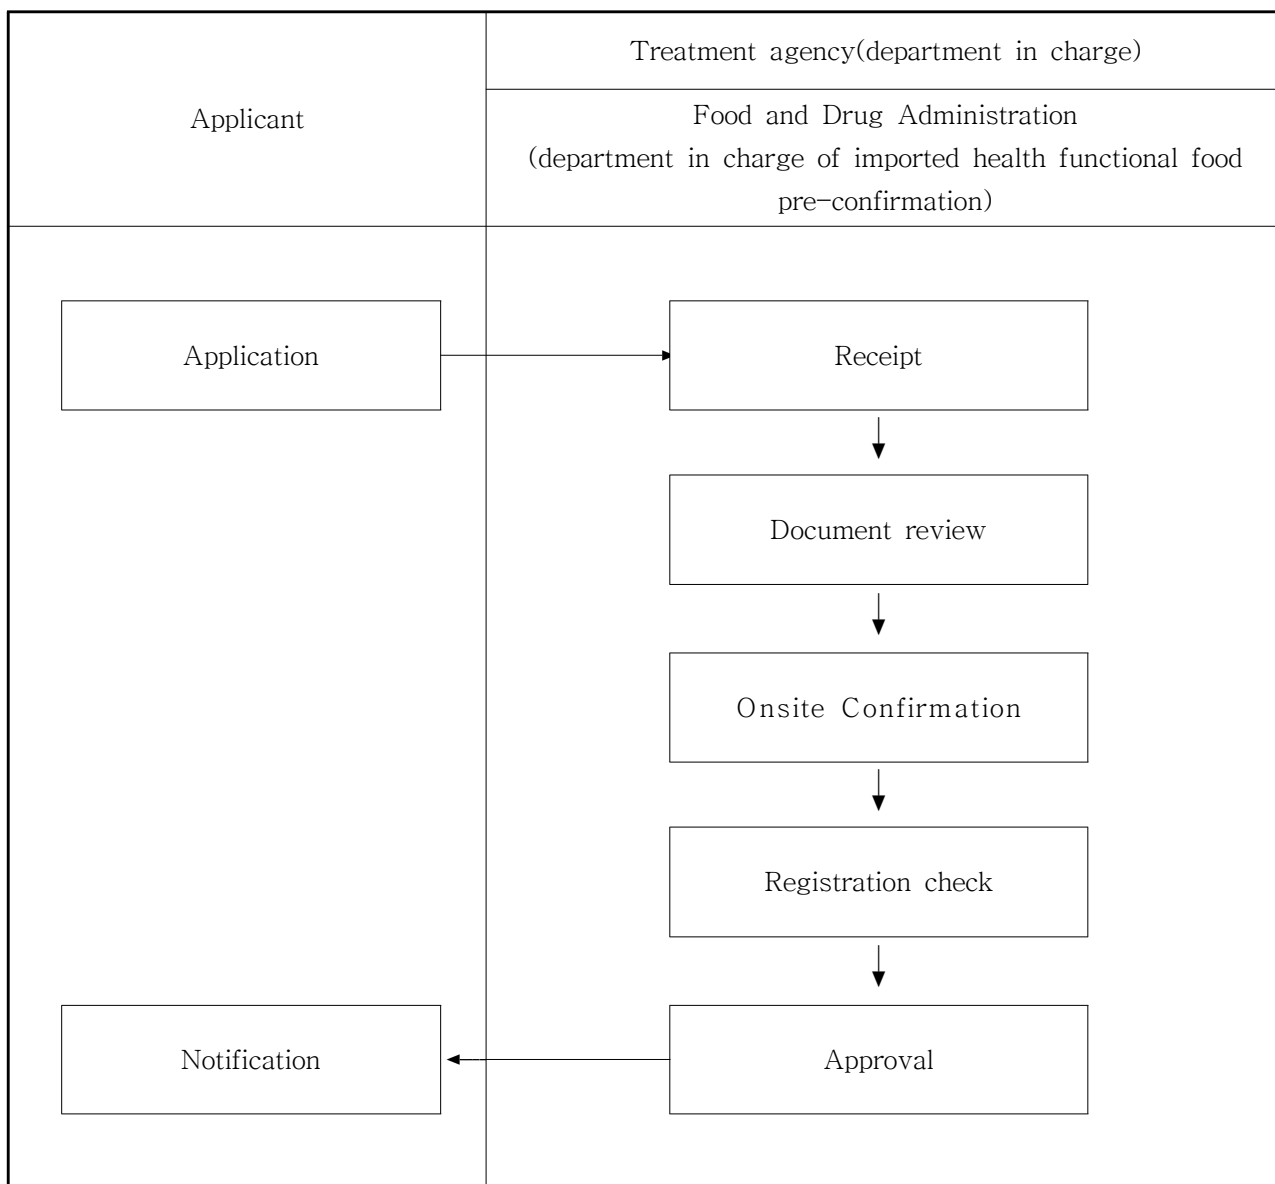 Applicant
Treatment agency(department in charge)
Food and Drug Administration
(department in charge of imported health functional food
pre-confirmation)
Application
Receipt
Document review
Onsite Confirmation
Registration check
Notification
Approval